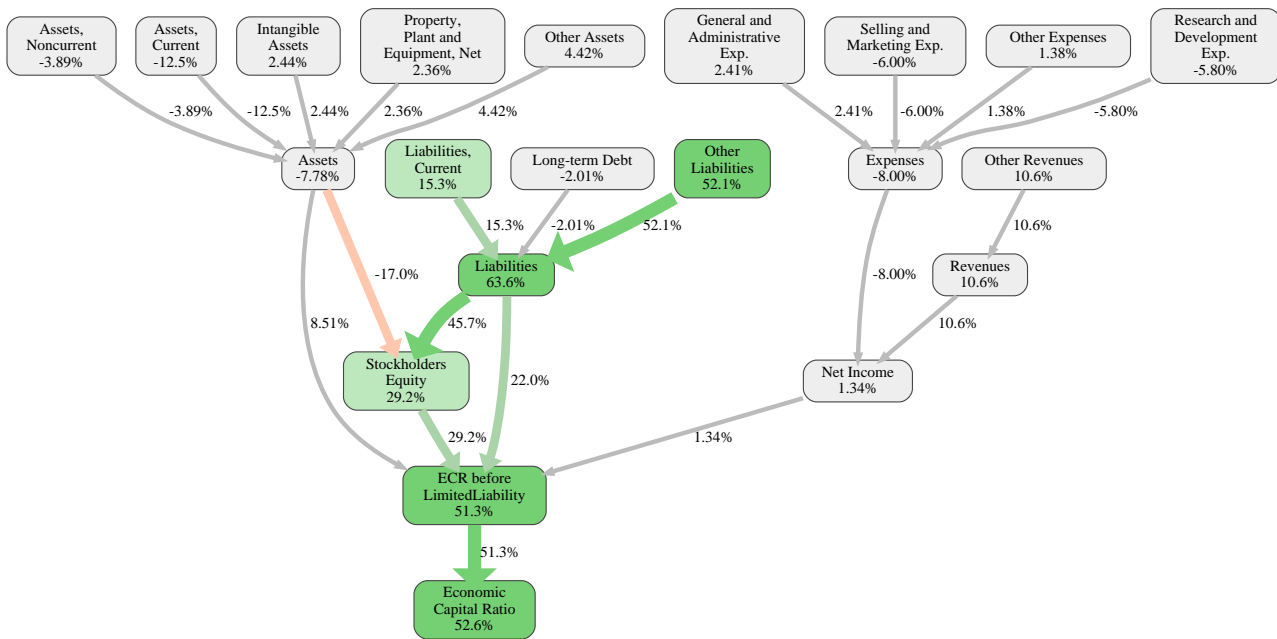 Assets,
Noncurrent
-3.89%
Assets,
Current
-12.5%
Intangible
Assets
2.44%
Property,
Plant and
Equipment, Net
2.36%
Other Assets
4.42%
General and
Administrative
Exp.
2.41%
Selling and
Marketing Exp.
-6.00%
Other Expenses
1.38%
Research and
Development
Exp.
-5.80%
-3.89%
-12.5%
2.44%
2.36%
4.42%
2.41%
-6.00%
1.38%
-5.80%
Assets
-7.78%
Liabilities,
Current
15.3%
Long-term Debt
-2.01%
Other
Liabilities
52.1%
Expenses
-8.00%
Other Revenues
10.6%
15.3%
-2.01%
52.1%
10.6%
-17.0%
Liabilities
63.6%
-8.00%
Revenues
10.6%
8.51%
45.7%
10.6%
Stockholders
Equity
29.2%
22.0%
Net Income
1.34%
29.2%
1.34%
ECR before
LimitedLiability
51.3%
51.3%
Economic
Capital Ratio
52.6%